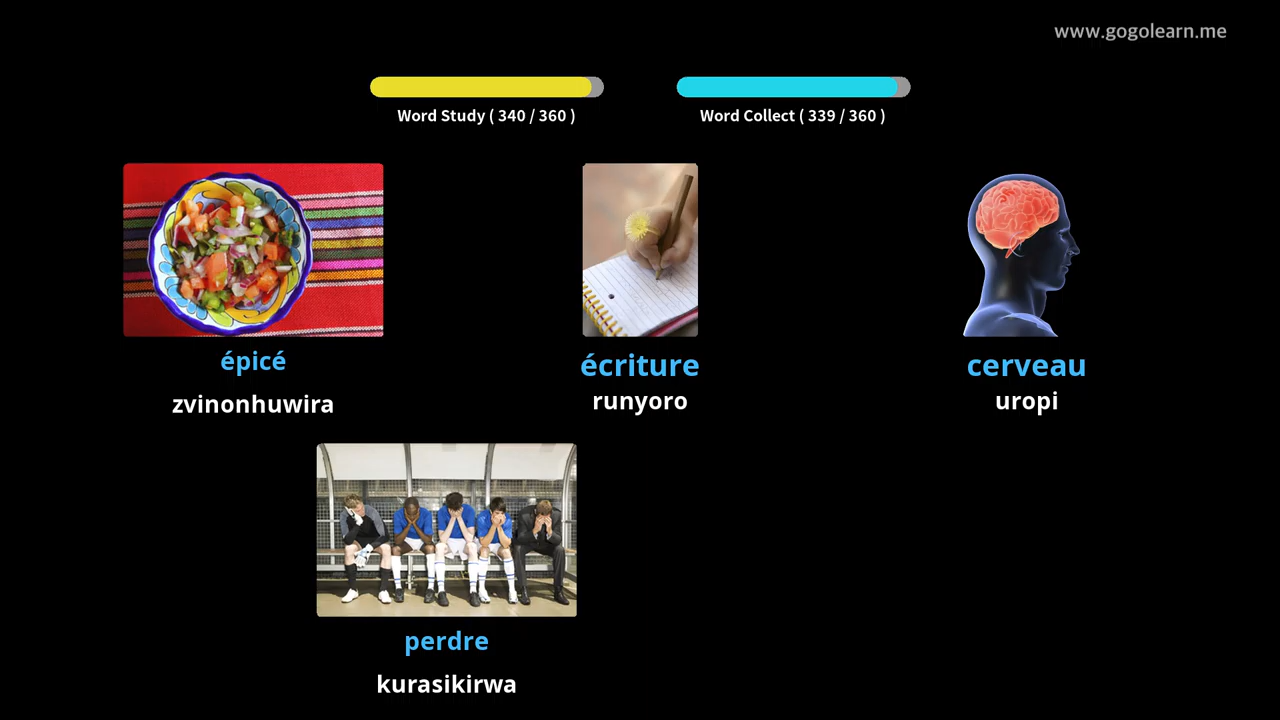 www.gogolearn.me
Word Study ( 340 / 360 )
Word Collect ( 339 / 360 )
épicé
zvinonhuwira
écriture
runyoro
cerveau
uropi
perdre
kurasikirwa